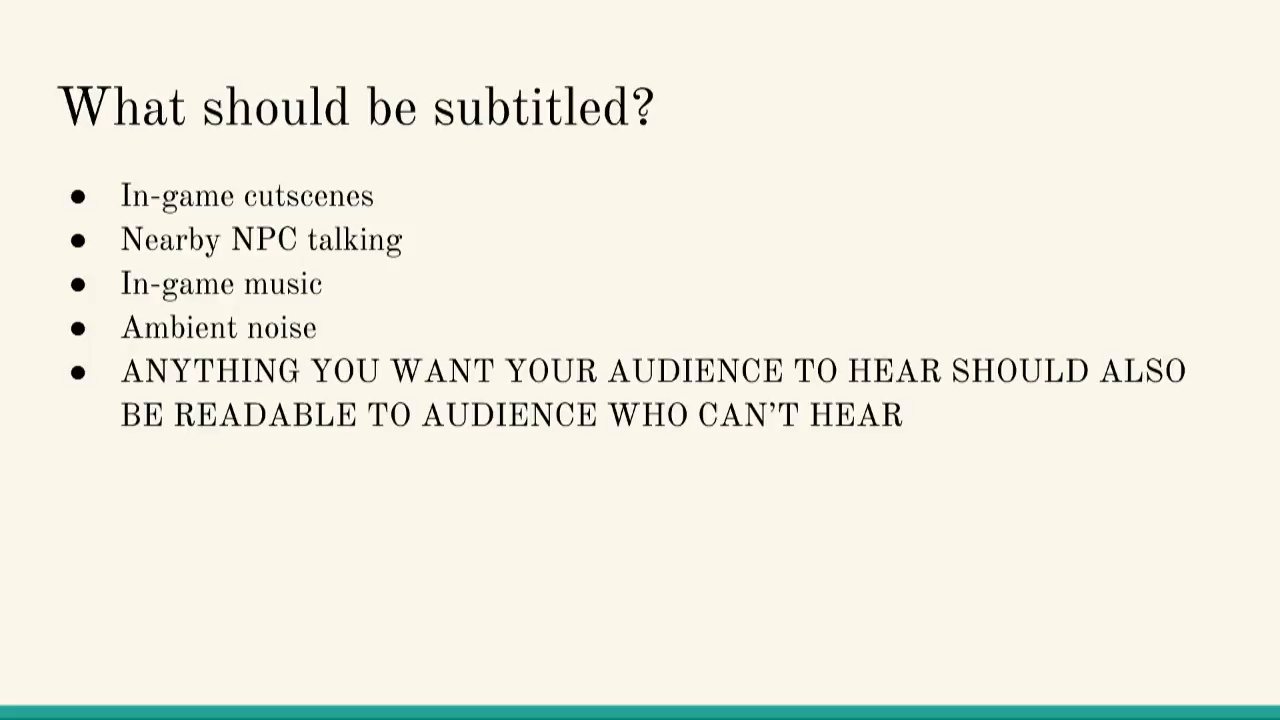 What should be subtitled?
● In-game cutscenes
● Nearby NPC talking
● In-game music
● Ambient noise
● ANYTHING YOU WANT YOUR AUDIENCE TO HEAR SHOULD ALSO
BE READABLE TO AUDIENCE WHO CAN’T HEAR